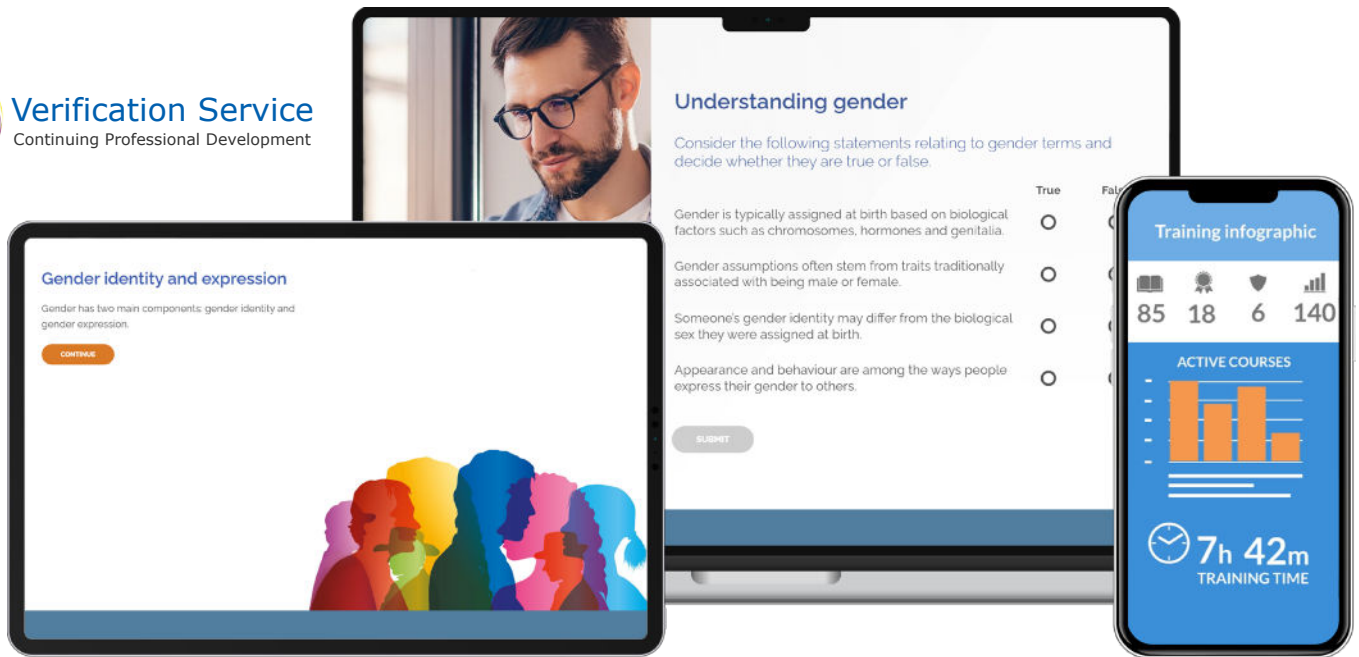 Verification Service
Continuing Professional Development
Understanding gender
Consider the following statements relating to gender terms and
decide whether they are true or false.
True
Gender is typically assigned at birth based on biological
factors such as chromosomes, hormones and genitalia.
Gender assumptions often stem from traits traditionally
associated with being male or female.
Someone's gender identity may differ from the biological
sex they were assigned at birth.
Appearance and behaviour are among the ways people
express their gender to others.
SUBMIT
Gender identity and expression
Gender has two main components: gender identity and
gender expression.
CONTINUE
Training infographic
85 18 6 140
ACTIVE COURSES
7h 42m
TRAINING TIME